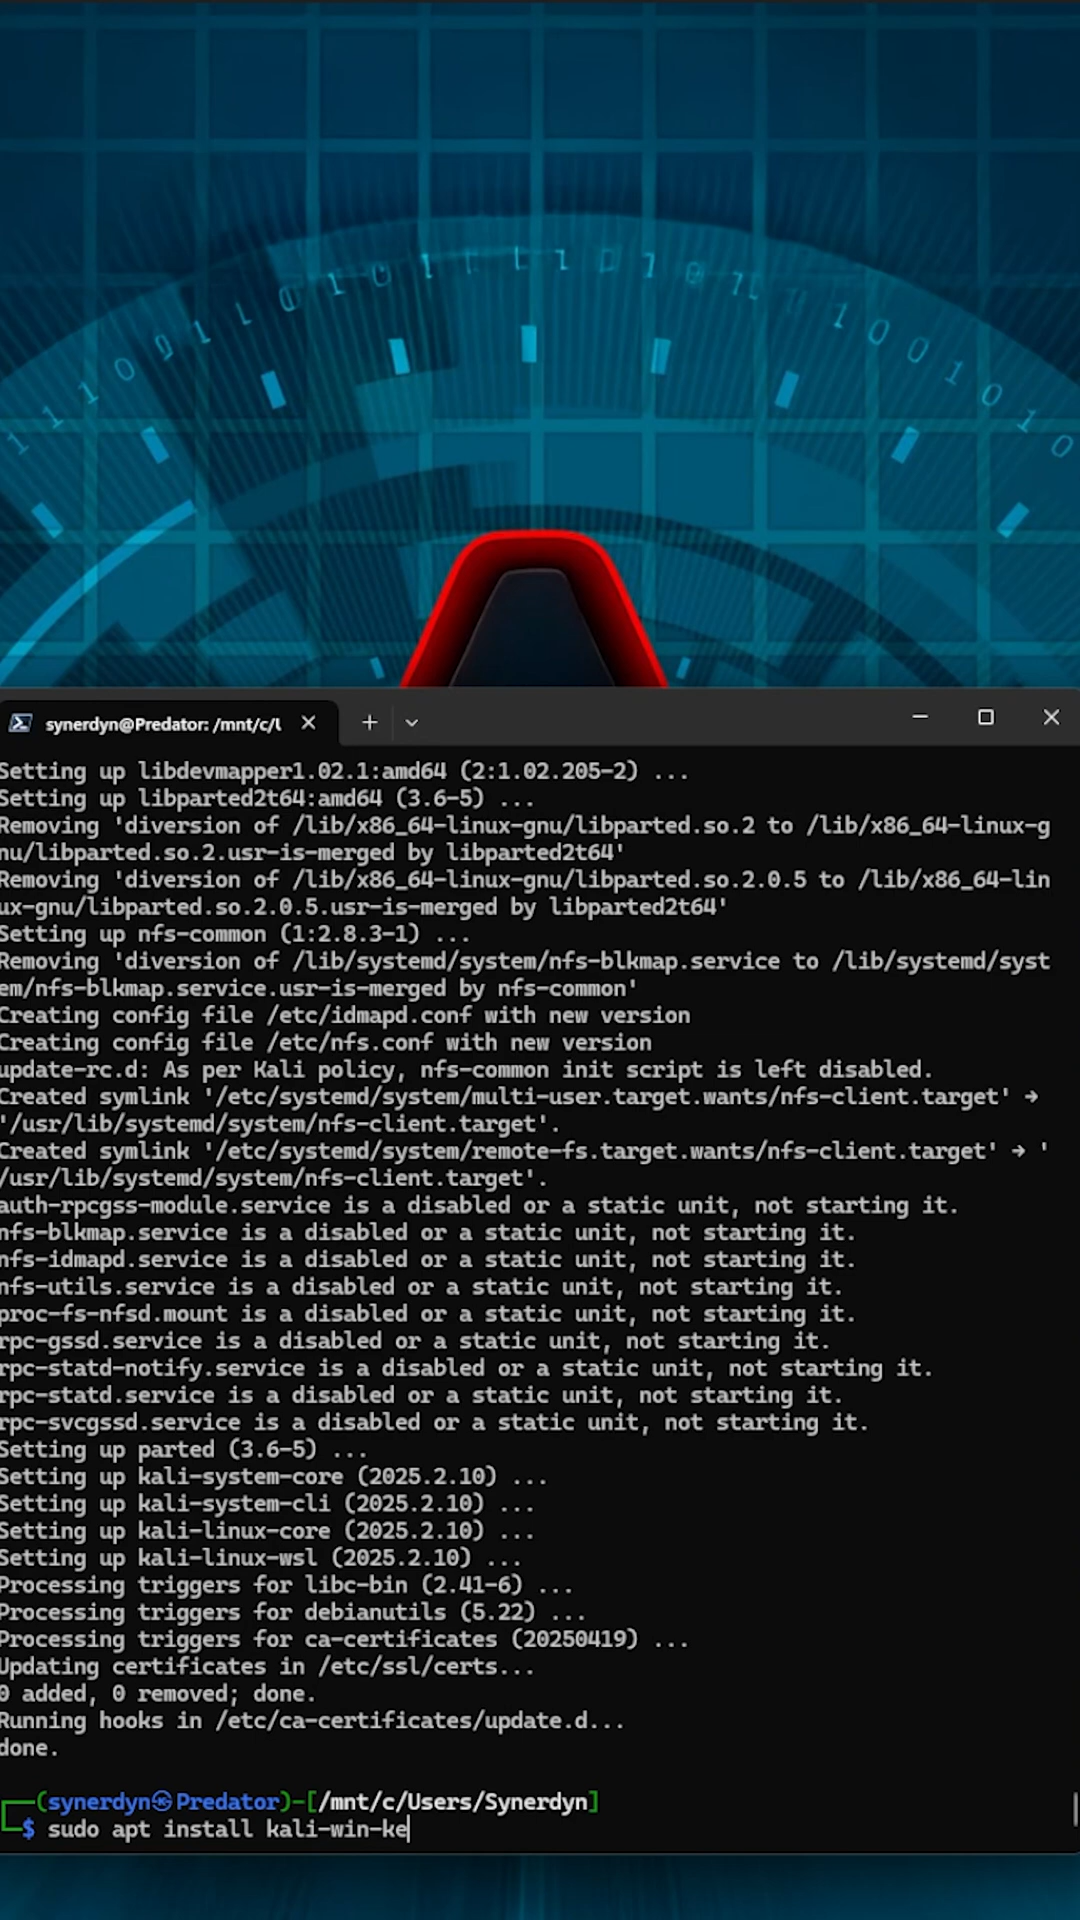 synerdyn@Predator: /mnt/c/U
Setting up libdevmapper1.02.1:amd64 (2:1.02.205-2) ...
Setting up libparted2t64:amd64 (3.6-5) ...
Removing 'diversion of /lib/x86_64-linux-gnu/libparted.so.2 to /lib/x86_64-linux-g
nu/libparted.so.2.usr-is-merged by libparted2t64'
Removing 'diversion of /lib/x86_64-linux-gnu/libparted.so.2.0.5 to /lib/x86_64-lin
ux-gnu/libparted.so.2.0.5.usr-is-merged by libparted2t64'
Setting up nfs-common (1:2.8.3-1) ...
Removing 'diversion of /lib/systemd/system/nfs-blkmap.service to /lib/systemd/syst
em/nfs-blkmap.service.usr-is-merged by nfs-common'
Creating config file /etc/idmapd.conf with new version
Creating config file /etc/nfs.conf with new version
update-rc.d: As per Kali policy, nfs-common init script is left disabled.
Created symlink '/etc/systemd/system/multi-user.target.wants/nfs-client.target' →
'/usr/lib/systemd/system/nfs-client.target'.
Created symlink '/etc/systemd/system/remote-fs.target.wants/nfs-client.target' → '
/usr/lib/systemd/system/nfs-client.target'.
auth-rpcgss-module.service is a disabled or a static unit, not starting it.
nfs-blkmap.service is a disabled or a static unit, not starting it.
nfs-idmapd.service is a disabled or a static unit, not starting it.
nfs-utils.service is a disabled or a static unit, not starting it.
proc-fs-nfsd.mount is a disabled or a static unit, not starting it.
rpc-gssd.service is a disabled or a static unit, not starting it.
rpc-statd-notify.service is a disabled or a static unit, not starting it.
rpc-statd.service is a disabled or a static unit, not starting it.
rpc-svcgssd.service is a disabled or a static unit, not starting it.
Setting up parted (3.6-5) ...
Setting up kali-system-core (2025.2.10) ...
Setting up kali-system-cli (2025.2.10) ...
Setting up kali-linux-core (2025.2.10) ...
Setting up kali-linux-wsl (2025.2.10) ...
Processing triggers for libc-bin (2.41-6) ...
Processing triggers for debianutils (5.22) ...
Processing triggers for ca-certificates (20250419) ...
Updating certificates in /etc/ssl/certs...
0 added, 0 removed; done.
Running hooks in /etc/ca-certificates/update.d...
done.
┌──(synerdyn㉿Predator)-[/mnt/c/Users/Synerdyn]
└─$ sudo apt install kali-win-ke